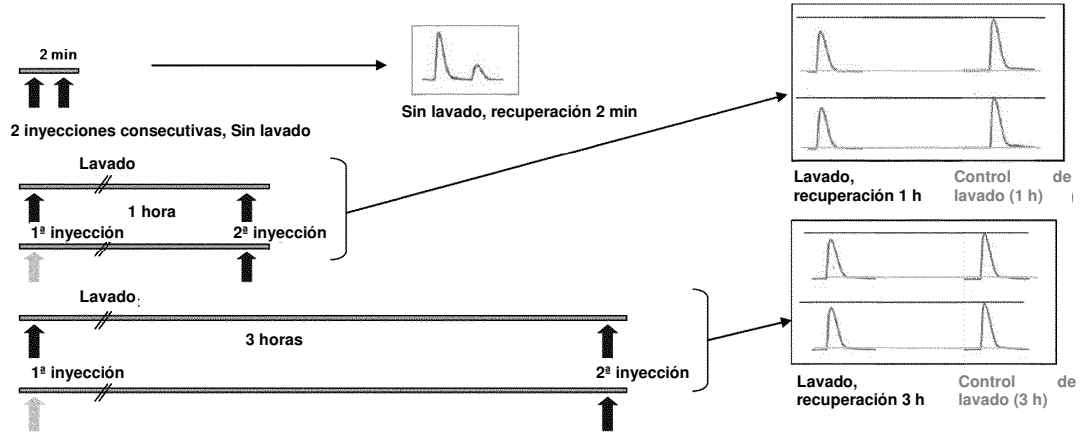 2 min
2 inyecciones consecutivas, Sin lavado
Sin lavado, recuperación 2 min
Lavado
1 hora
1ª inyección 2ª inyección
Lavado
3 horas
1ª inyección 2ª inyección
Lavado,
recuperación 1 h
Control de
lavado (1 h)
Lavado,
recuperación 3 h
Control de
lavado (3 h)